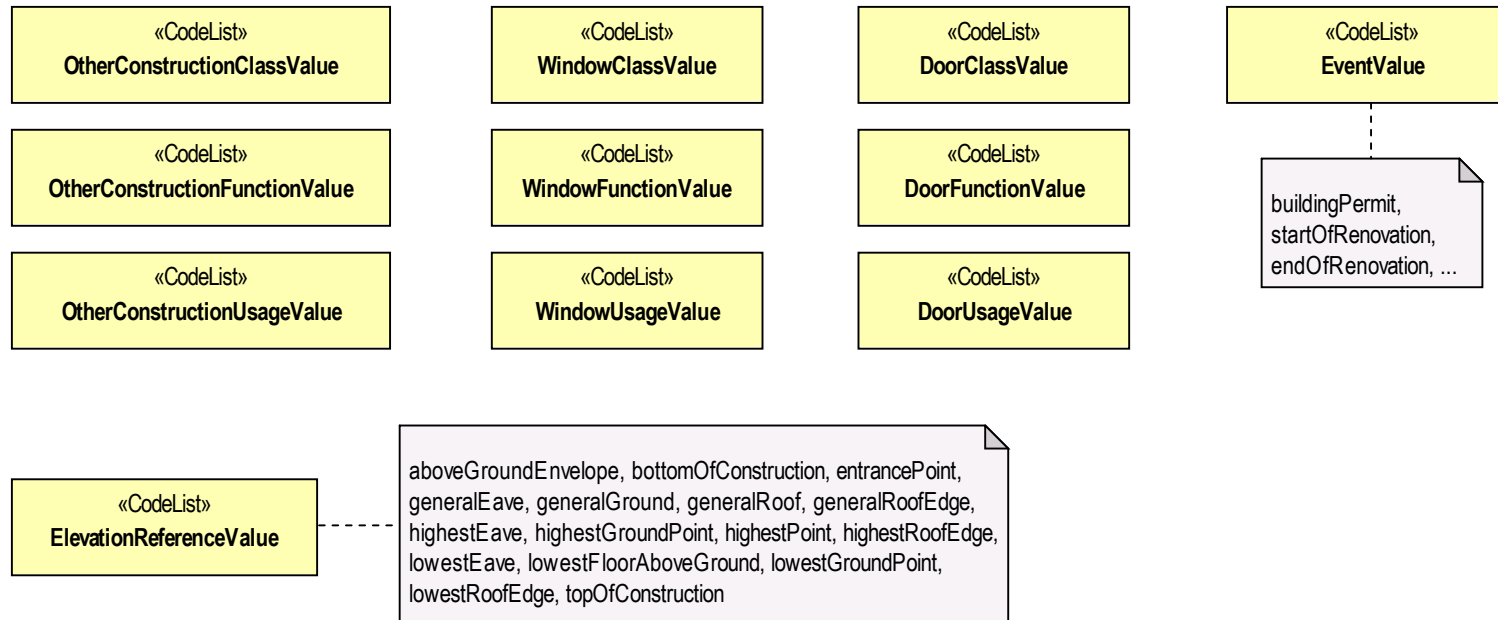 «CodeList»
OtherConstructionClassValue
«CodeList»
WindowClassValue
«CodeList»
DoorClassValue
«CodeList»
EventValue
«CodeList»
OtherConstructionFunctionValue
«CodeList»
WindowFunctionValue
«CodeList»
DoorFunctionValue
buildingPermit,
startOfRenovation,
endOfRenovation, ...
«CodeList»
OtherConstructionUsageValue
«CodeList»
WindowUsageValue
«CodeList»
DoorUsageValue
«CodeList»
ElevationReferenceValue
aboveGroundEnvelope, bottomOfConstruction, entrancePoint,
generalEave, generalGround, generalRoof, generalRoofEdge,
highestEave, highestGroundPoint, highestPoint, highestRoofEdge,
lowestEave, lowestFloorAboveGround, lowestGroundPoint,
lowestRoofEdge, topOfConstruction